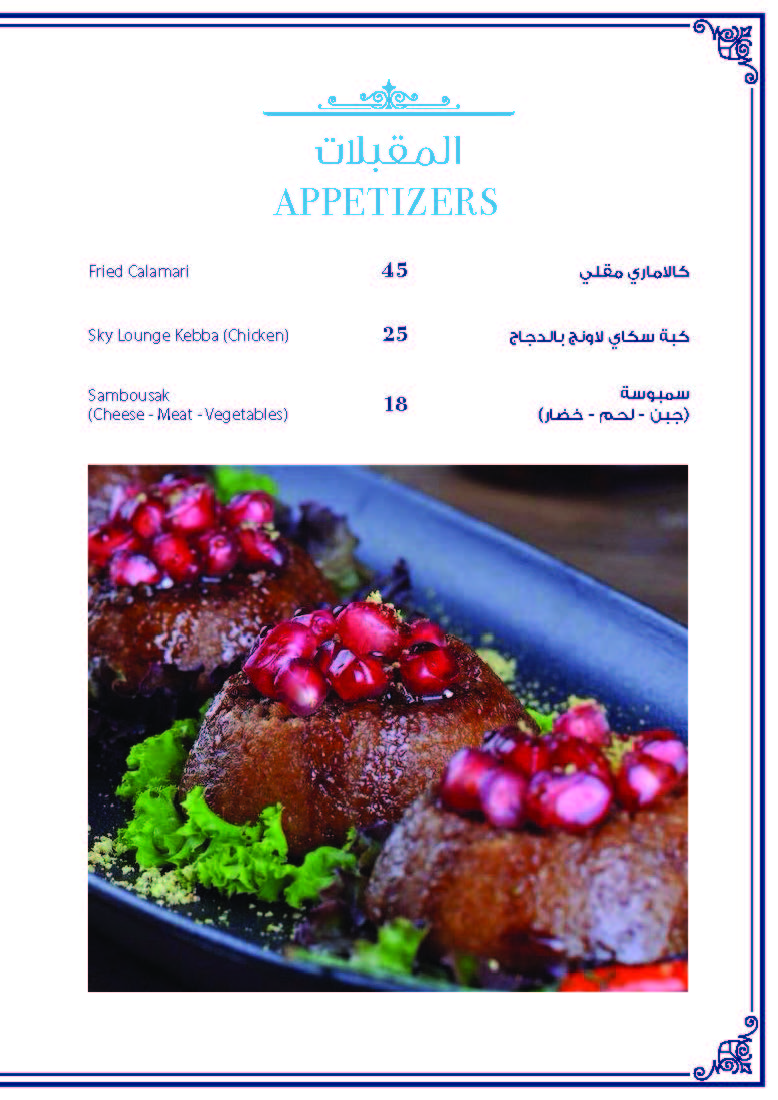 المقبلات
APPETIZERS
Fried Calamari 45 كالاماري مقلي
Sky Lounge Kebba (Chicken) 25 كبة سكاي لاونج بالدجاج
Sambousak سمبوسة
(Cheese - Meat - Vegetables) 18 (جبن - لحم - خضار)